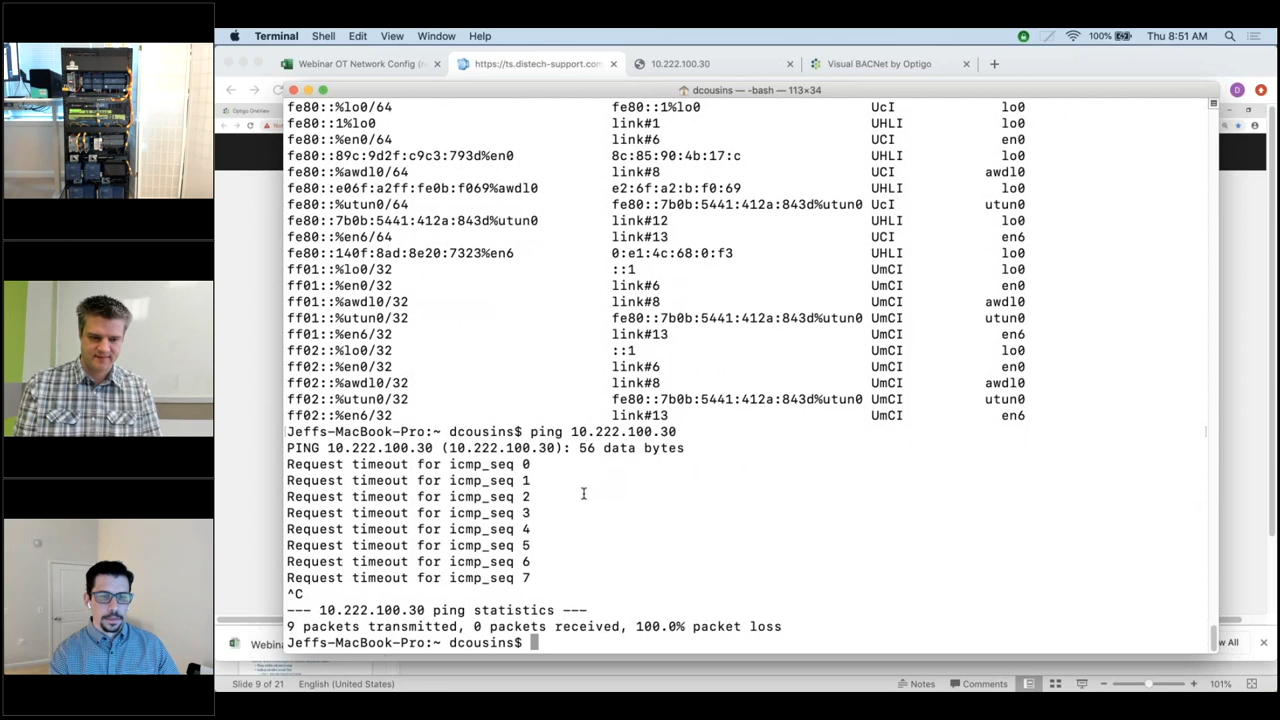 Terminal Shell Edit View Window Help 100% Thu 8:51 AM
Webinar OT Network Config (r × https://ts.distech-support.com × 10.222.100.30 × Visual BACNet by Optigo × +
dcousins — -bash — 113×34
Optigo OneView
fe80::%lo0/64 fe80::1%lo0 UcI lo0
fe80::1%lo0 link#1 UHLI lo0
fe80::%en0/64 link#6 UCI en0
fe80::89c:9d2f:c9c3:793d%en0 8c:85:90:4b:17:c UHLI lo0
fe80::%awdl0/64 link#8 UCI awdl0
fe80::e06f:a2ff:fe0b:f069%awdl0 e2:6f:a2:b:f0:69 UHLI lo0
fe80::%utun0/64 fe80::7b0b:5441:412a:843d%utun0 UcI utun0
fe80::7b0b:5441:412a:843d%utun0 link#12 UHLI lo0
fe80::%en6/64 link#13 UCI en6
fe80::140f:8ad:8e20:7323%en6 0:e1:4c:68:0:f3 UHLI lo0
ff01::%lo0/32 ::1 UmCI lo0
ff01::%en0/32 link#6 UmCI en0
ff01::%awdl0/32 link#8 UmCI awdl0
ff01::%utun0/32 fe80::7b0b:5441:412a:843d%utun0 UmCI utun0
ff01::%en6/32 link#13 UmCI en6
ff02::%lo0/32 ::1 UmCI lo0
ff02::%en0/32 link#6 UmCI en0
ff02::%awdl0/32 link#8 UmCI awdl0
ff02::%utun0/32 fe80::7b0b:5441:412a:843d%utun0 UmCI utun0
ff02::%en6/32 link#13 UmCI en6
Jeffs-MacBook-Pro:~ dcousins$ ping 10.222.100.30
PING 10.222.100.30 (10.222.100.30): 56 data bytes
Request timeout for icmp_seq 0
Request timeout for icmp_seq 1
Request timeout for icmp_seq 2
Request timeout for icmp_seq 3
Request timeout for icmp_seq 4
Request timeout for icmp_seq 5
Request timeout for icmp_seq 6
Request timeout for icmp_seq 7
^C
--- 10.222.100.30 ping statistics ---
9 packets transmitted, 0 packets received, 100.0% packet loss
Jeffs-MacBook-Pro:~ dcousins$
Webina
All
Slide 9 of 21 English (United States) Notes Comments 101%